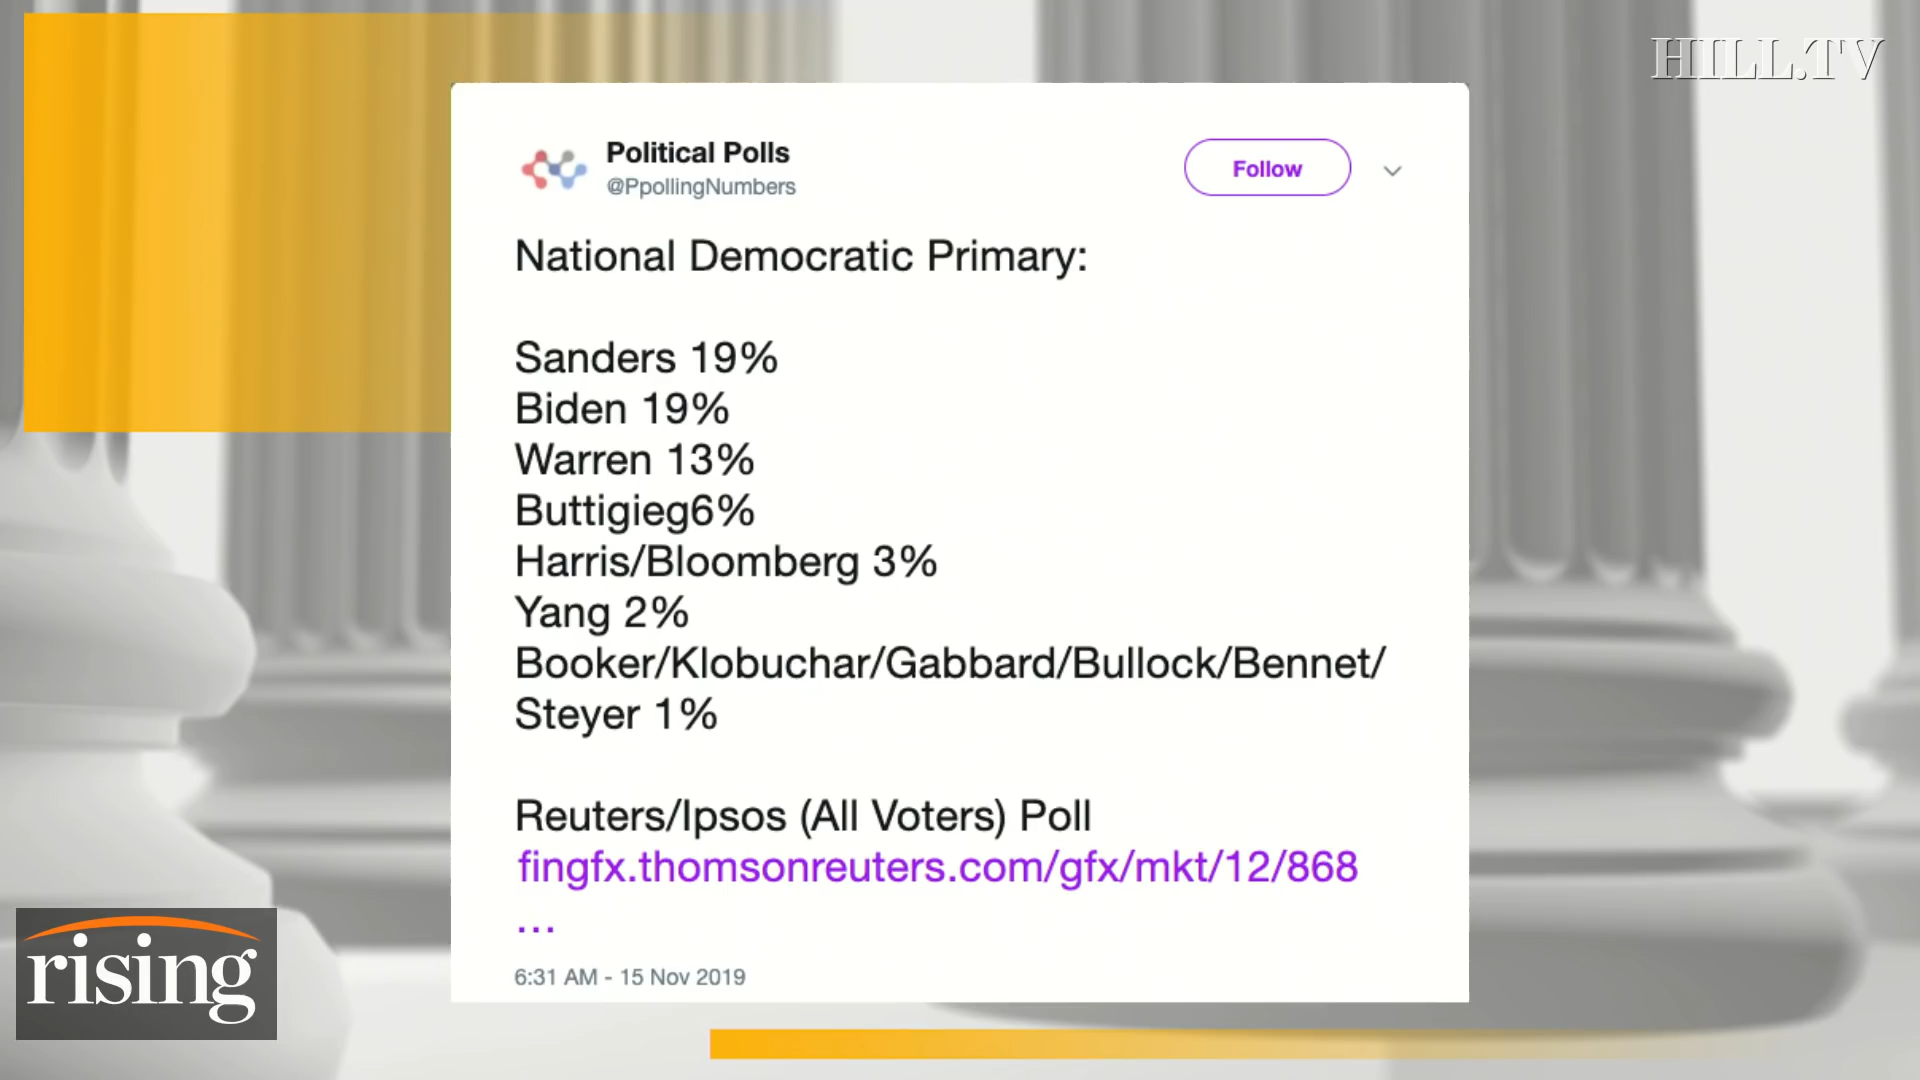 HILL.TV
Political Polls
@PpollingNumbers
Follow
National Democratic Primary:
Sanders 19%
Biden 19%
Warren 13%
Buttigieg6%
Harris/Bloomberg 3%
Yang 2%
Booker/Klobuchar/Gabbard/Bullock/Bennet/
Steyer 1%
Reuters/Ipsos (All Voters) Poll
fingfx.thomsonreuters.com/gfx/mkt/12/868
...
6:31 AM - 15 Nov 2019
rising